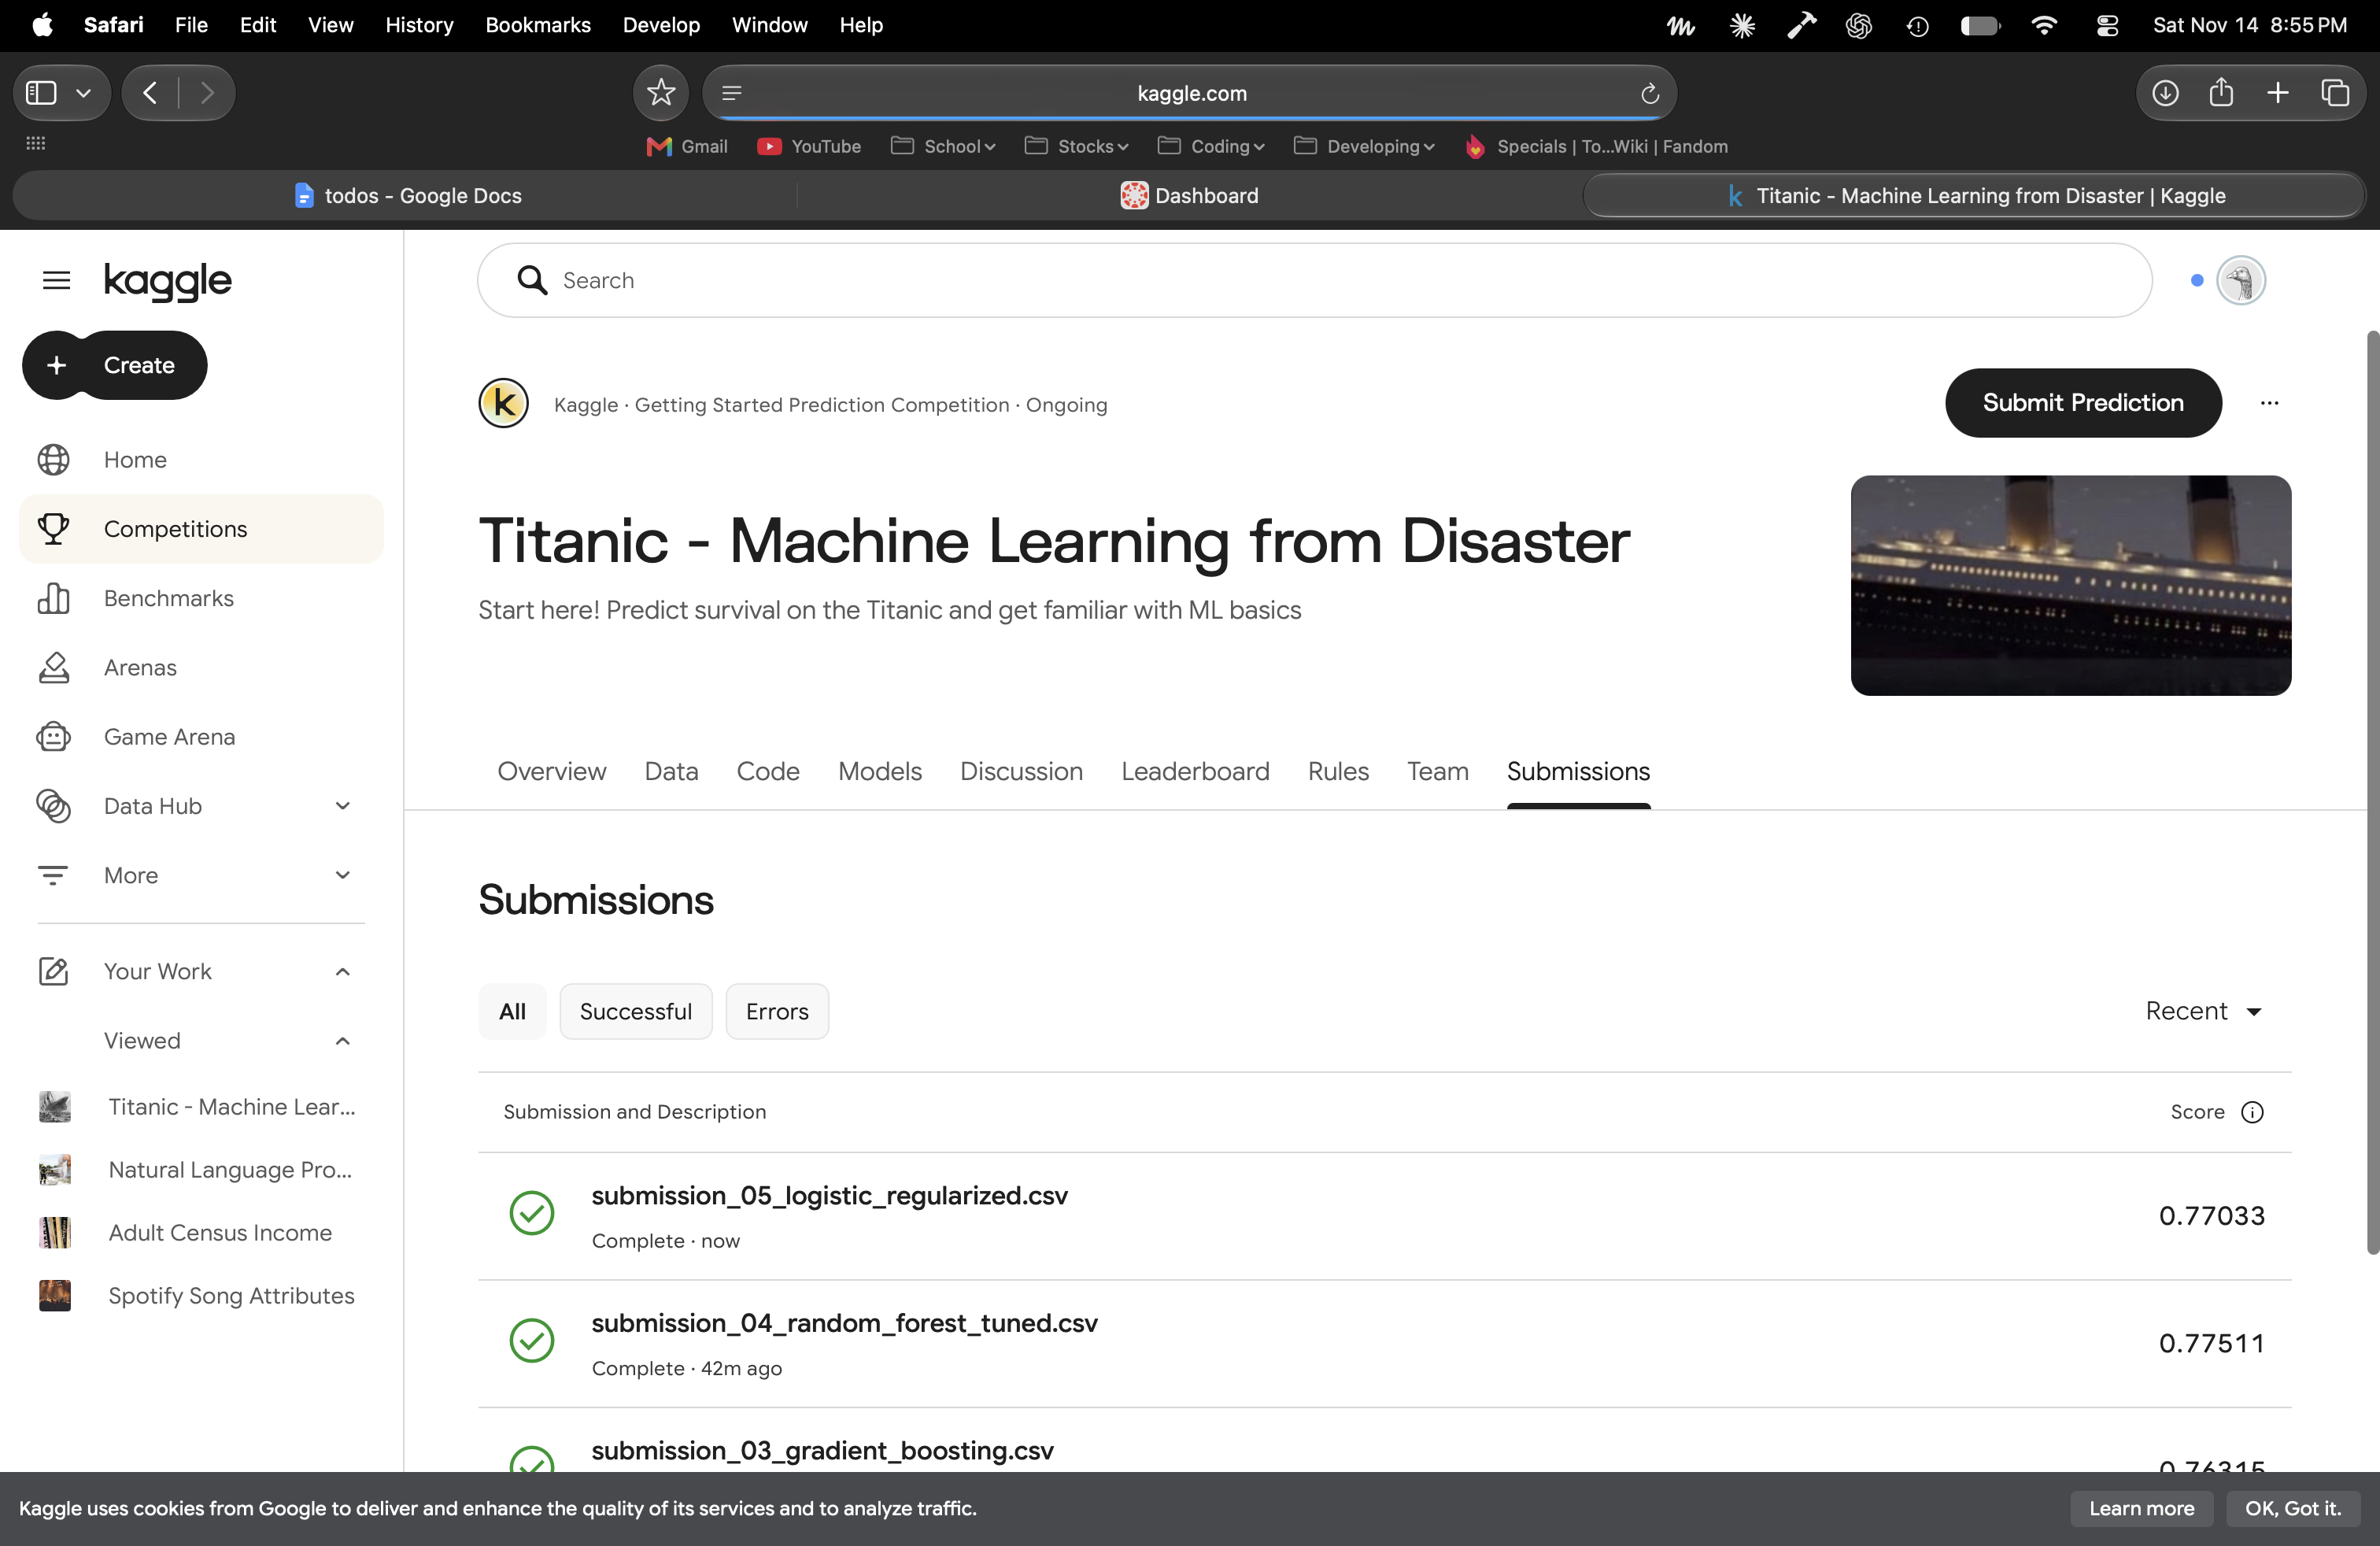 Safari File Edit View History Bookmarks Develop Window Help
Sat Nov 14 8:55 PM
kaggle.com
Gmail YouTube School Stocks Coding Developing Specials | To...Wiki | Fandom
todos - Google Docs Dashboard Titanic - Machine Learning from Disaster | Kaggle
kaggle
Search
Create
Home
Competitions
Benchmarks
Arenas
Game Arena
Data Hub
More
Your Work
Viewed
Titanic - Machine Lear...
Natural Language Pro...
Adult Census Income
Spotify Song Attributes
Kaggle · Getting Started Prediction Competition · Ongoing
Submit Prediction
Titanic - Machine Learning from Disaster
Start here! Predict survival on the Titanic and get familiar with ML basics
Overview Data Code Models Discussion Leaderboard Rules Team Submissions
Submissions
All Successful Errors Recent
Submission and Description Score
submission_05_logistic_regularized.csv
Complete · now
0.77033
submission_04_random_forest_tuned.csv
Complete · 42m ago
0.77511
submission_03_gradient_boosting.csv
0.76315
Kaggle uses cookies from Google to deliver and enhance the quality of its services and to analyze traffic.
Learn more OK, Got it.